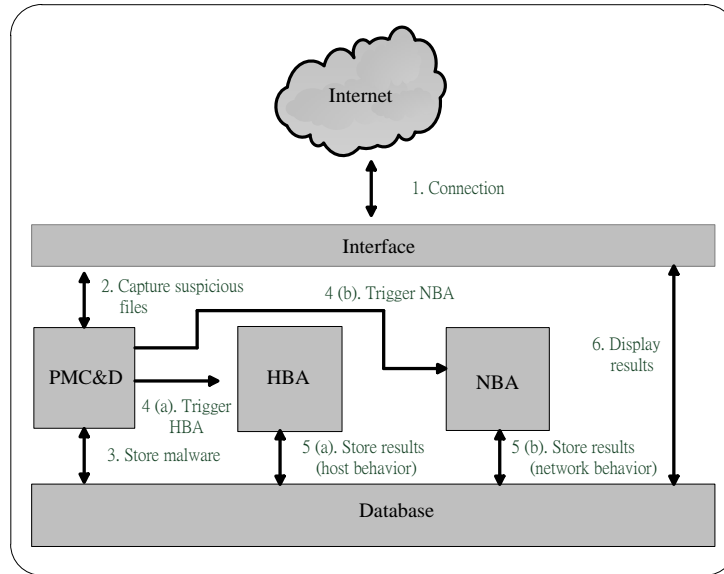 Internet
1. Connection
Interface
2. Capture suspicious
files
4 (b). Trigger NBA
PMC&D
HBA
NBA
6. Display
results
4 (a). Trigger
HBA
3. Store malware
5 (a). Store results
(host behavior)
5 (b). Store results
(network behavior)
Database